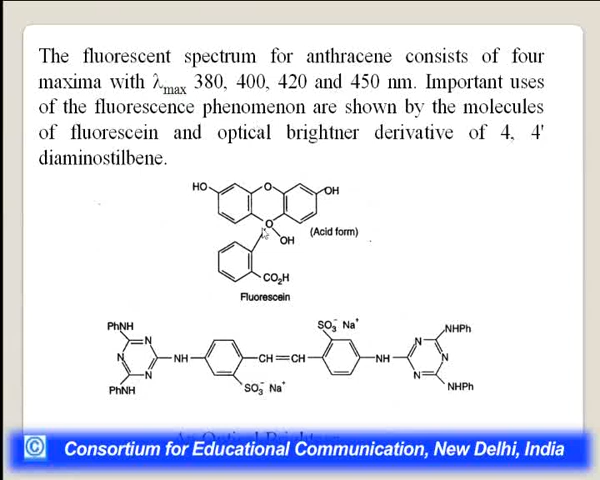 The fluorescent spectrum for anthracene consists of four
maxima with λmax 380, 400, 420 and 450 nm. Important uses
of the fluorescence phenomenon are shown by the molecules
of fluorescein and optical brightner derivative of 4, 4'
diaminostilbene.
HO O OH
O OH (Acid form)
CO2H
Fluorescein
PhNH N N NH CH=CH SO3- Na+ NH N N NHPh
PhNH N SO3- Na+ N NHPh
© Consortium for Educational Communication, New Delhi, India